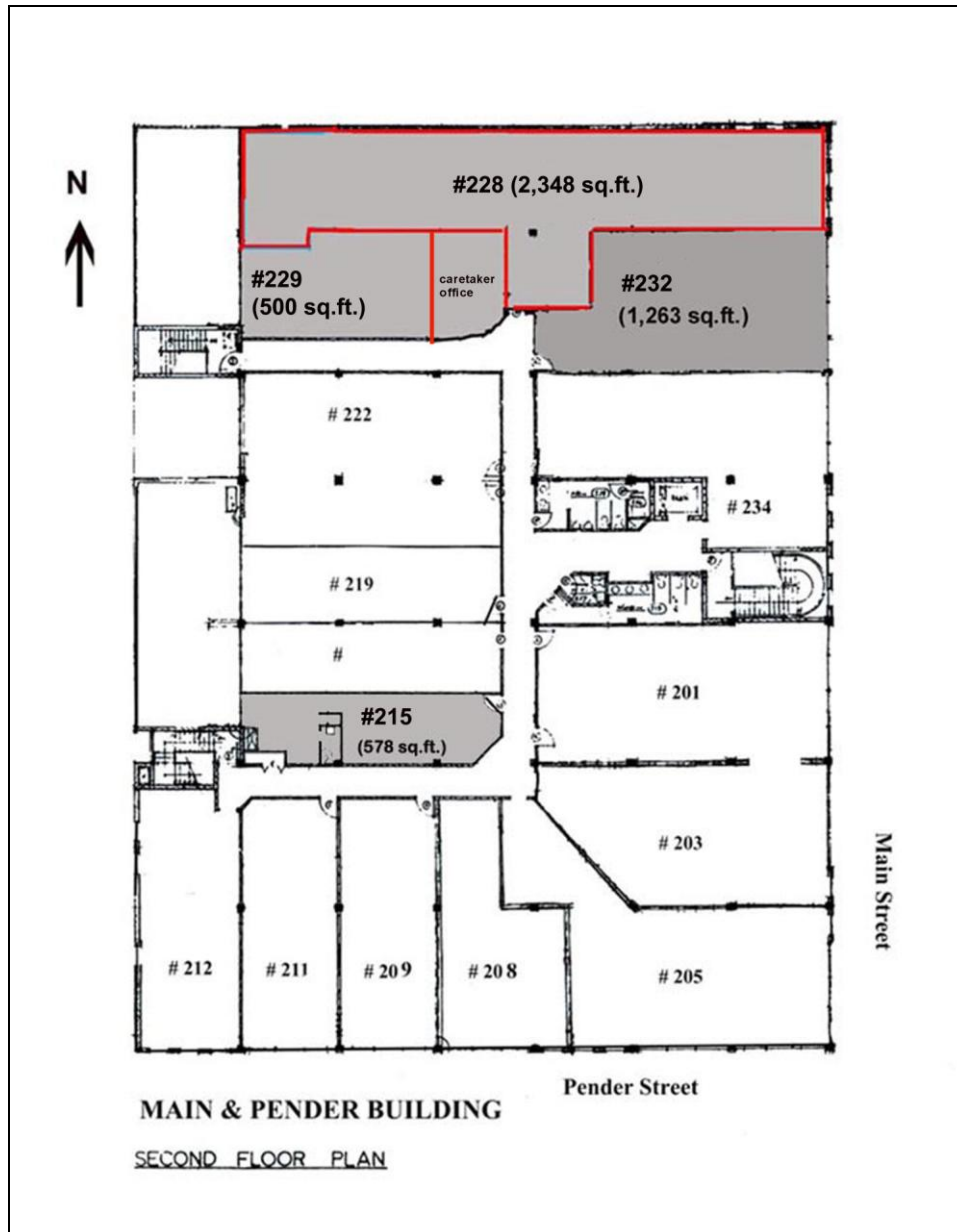 N
#228 (2,348 sq.ft.)
#229
(500 sq.ft.)
caretaker
office
#232
(1,263 sq.ft.)
# 222
# 234
# 219
#
#215
(578 sq.ft.)
# 201
# 203
Main Street
# 212
# 211
# 209
# 208
# 205
Pender Street
MAIN & PENDER BUILDING
SECOND FLOOR PLAN